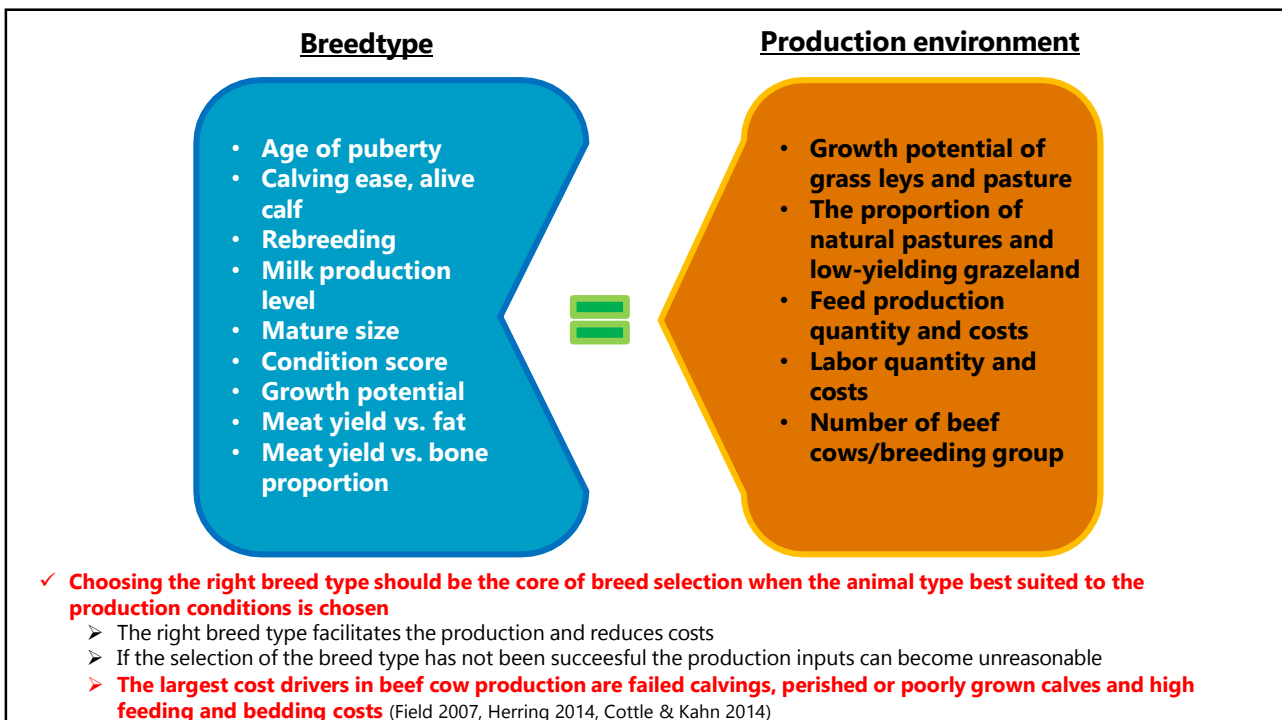 Breedtype
• Age of puberty
• Calving ease, alive
calf
• Rebreeding
• Milk production
level
• Mature size
• Condition score
• Growth potential
• Meat yield vs. fat
• Meat yield vs. bone
proportion
Production environment
• Growth potential of
grass leys and pasture
• The proportion of
natural pastures and
low-yielding grazeland
• Feed production
quantity and costs
• Labor quantity and
costs
• Number of beef
cows/breeding group
✓ Choosing the right breed type should be the core of breed selection when the animal type best suited to the
production conditions is chosen
➢ The right breed type facilitates the production and reduces costs
➢ If the selection of the breed type has not been succeesful the production inputs can become unreasonable
➢ The largest cost drivers in beef cow production are failed calvings, perished or poorly grown calves and high
feeding and bedding costs (Field 2007, Herring 2014, Cottle & Kahn 2014)